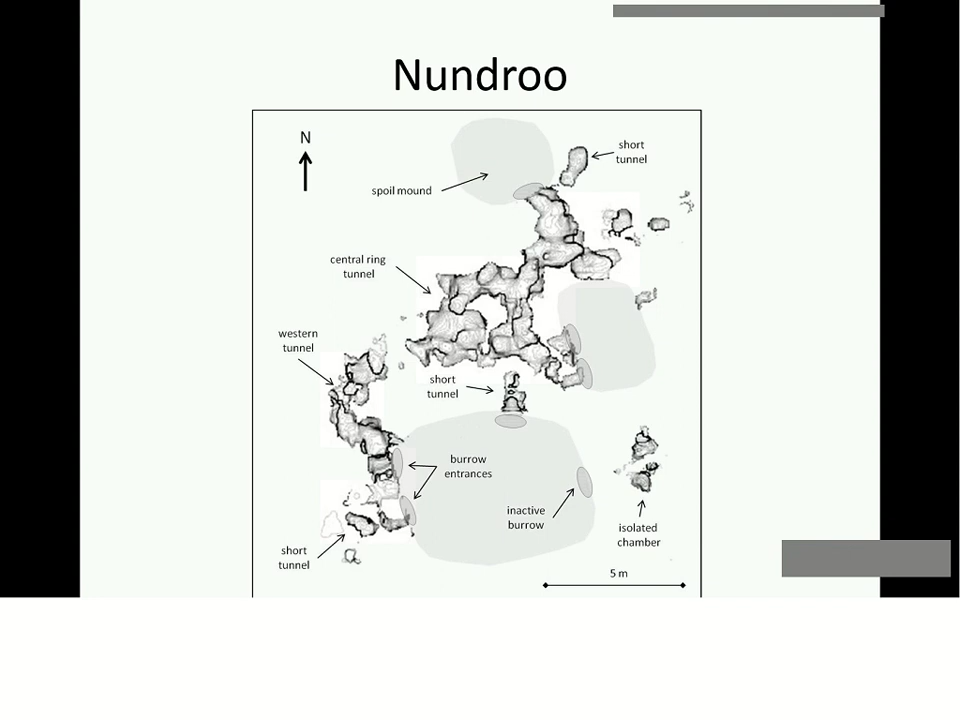 Nundroo
N
short
tunnel
spoil mound
central ring
tunnel
western
tunnel
short
tunnel
burrow
entrances
inactive
burrow
isolated
chamber
short
tunnel
5 m